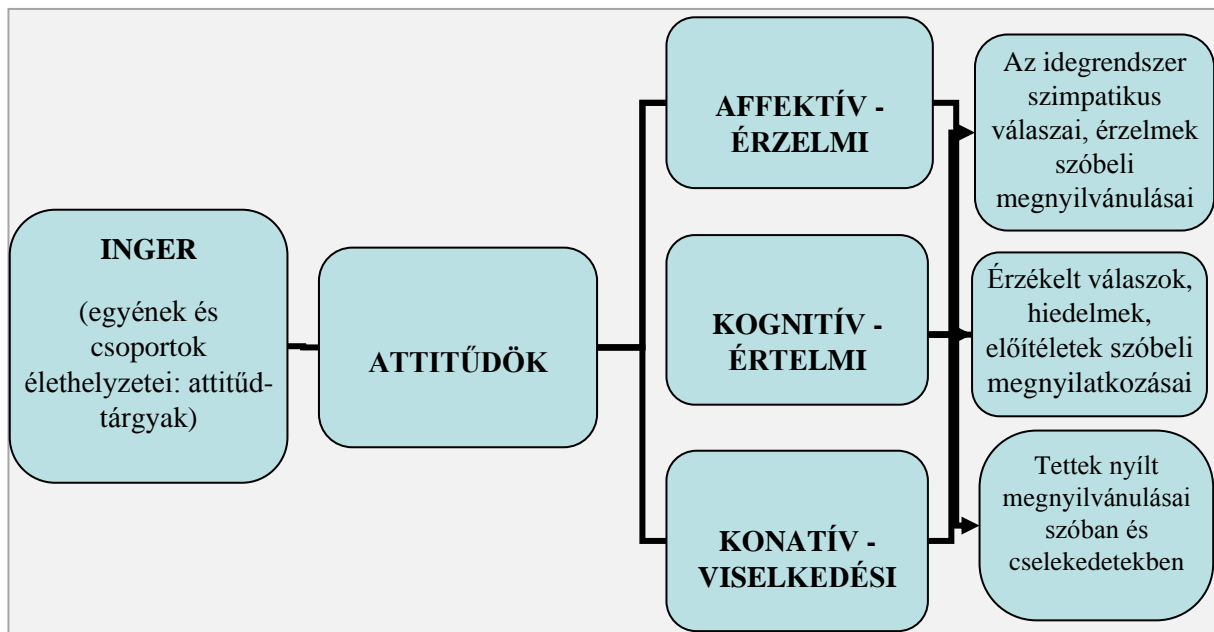 INGER
(egyének és
csoportok
élethelyzetei: attitűd-
tárgyak)
ATTITŰDÖK
AFFEKTÍV -
ÉRZELMI
KOGNITÍV -
ÉRTELMI
KONATÍV -
VISELKEDÉSI
Az idegrendszer
szimpatikus
válaszai, érzelmek
szóbeli
megnyilvánulásai
Érzékelt válaszok,
hiedelmek,
előítéletek szóbeli
megnyilatkozásai
Tettek nyílt
megnyilvánulásai
szóban és
cselekedetekben